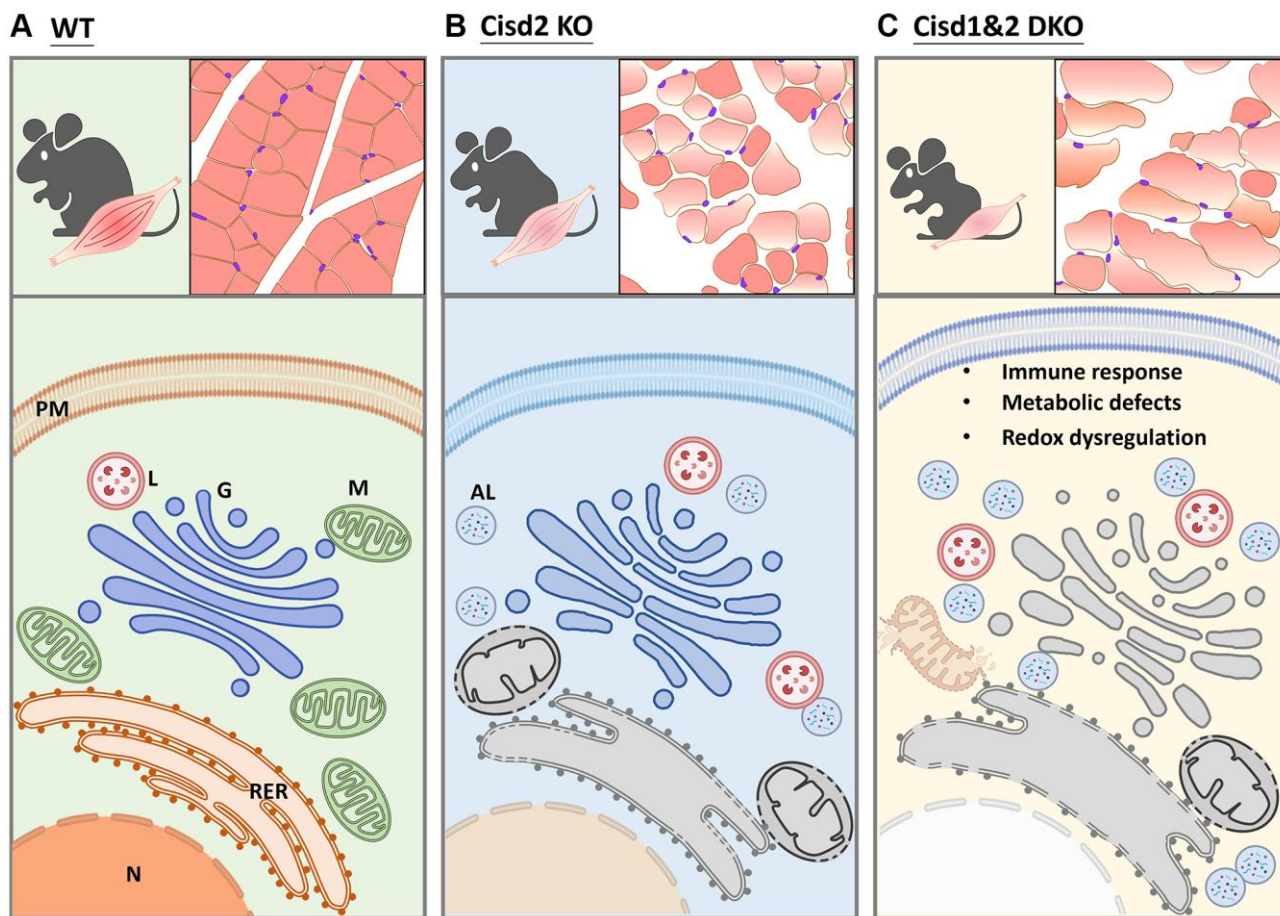 A WT
B Cisd2 KO
C Cisd1&2 DKO
PM
L
G
M
RER
N
AL
• Immune response
• Metabolic defects
• Redox dysregulation